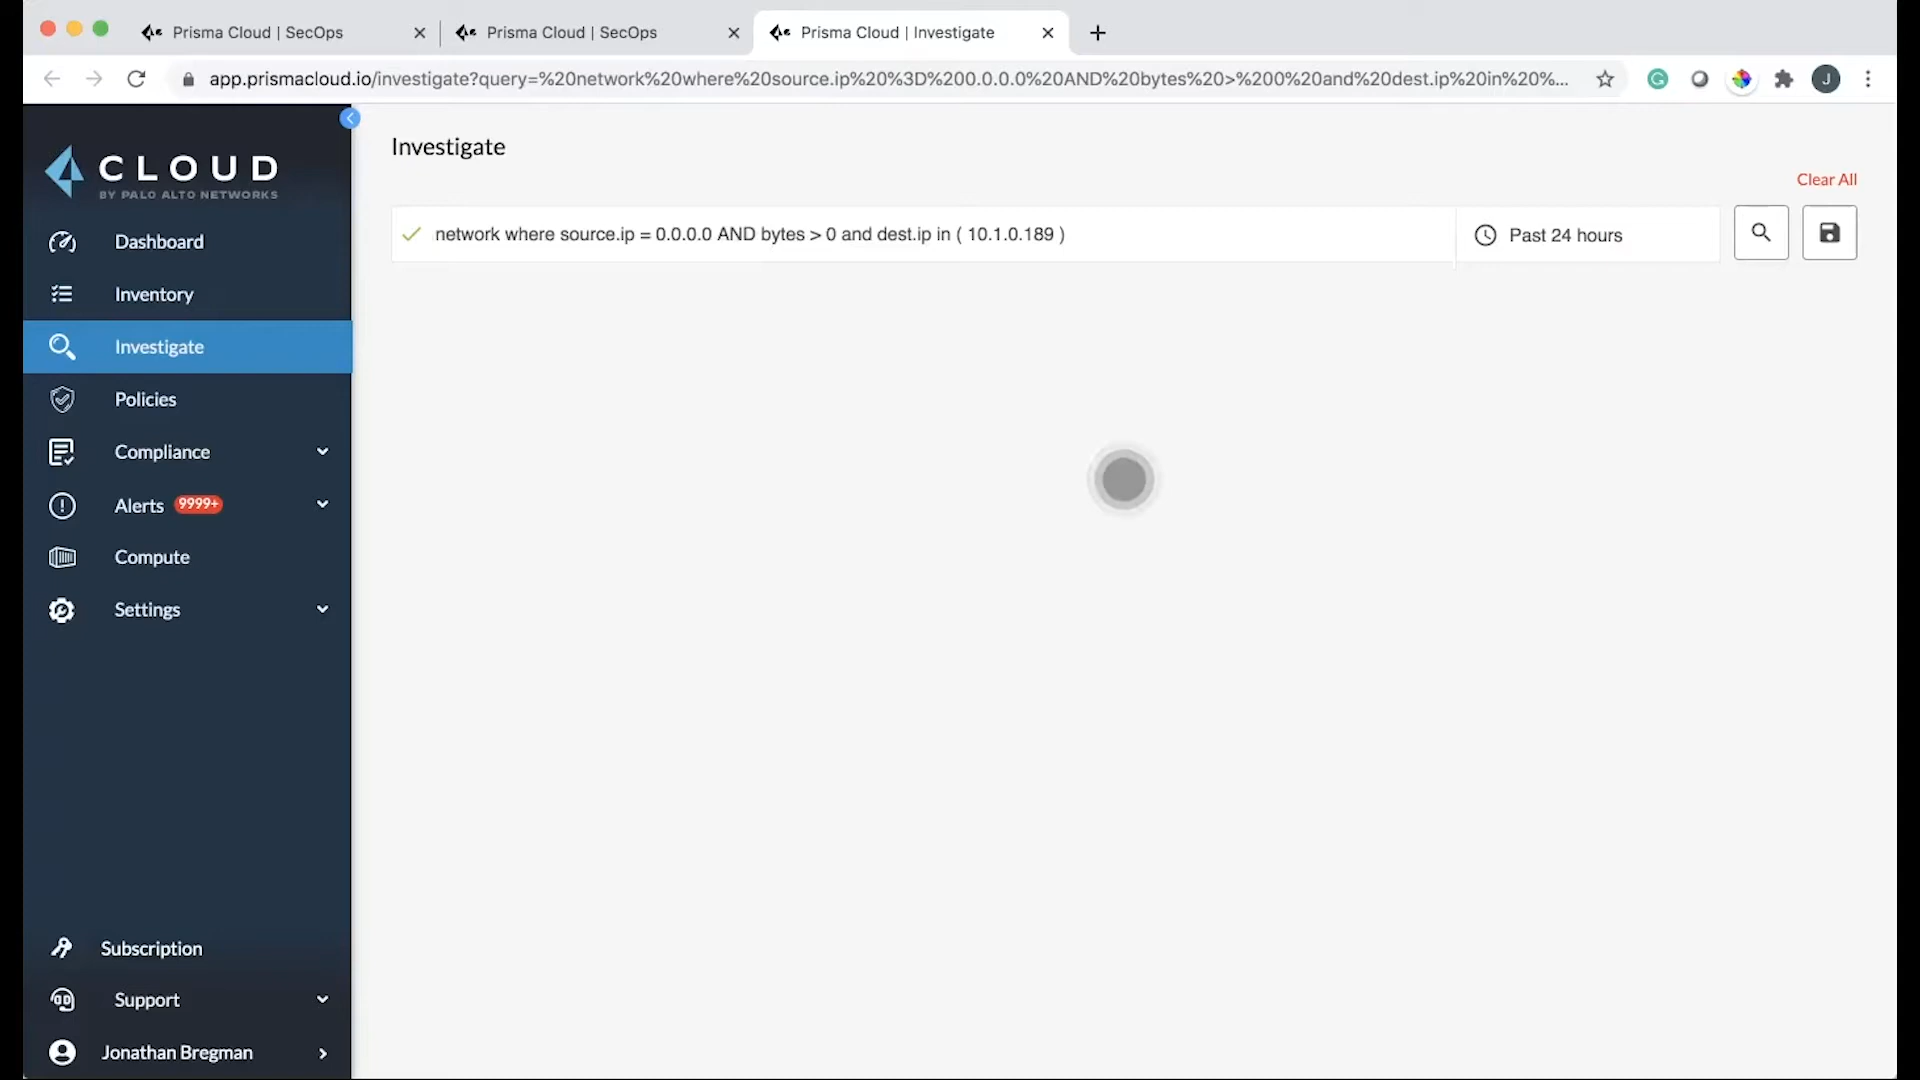 Prisma Cloud | SecOps
Prisma Cloud | SecOps
Prisma Cloud | Investigate
app.prismacloud.io/investigate?query=%20network%20where%20source.ip%20%3D%200.0.0.0%20AND%20bytes%20>%200%20and%20dest.ip%20in%20%...
G
J
CLOUD
BY PALO ALTO NETWORKS
Dashboard
Inventory
Investigate
Policies
Compliance
Alerts 9999+
Compute
Settings
Subscription
Support
Jonathan Bregman
Investigate
Clear All
network where source.ip = 0.0.0.0 AND bytes > 0 and dest.ip in ( 10.1.0.189 )
Past 24 hours